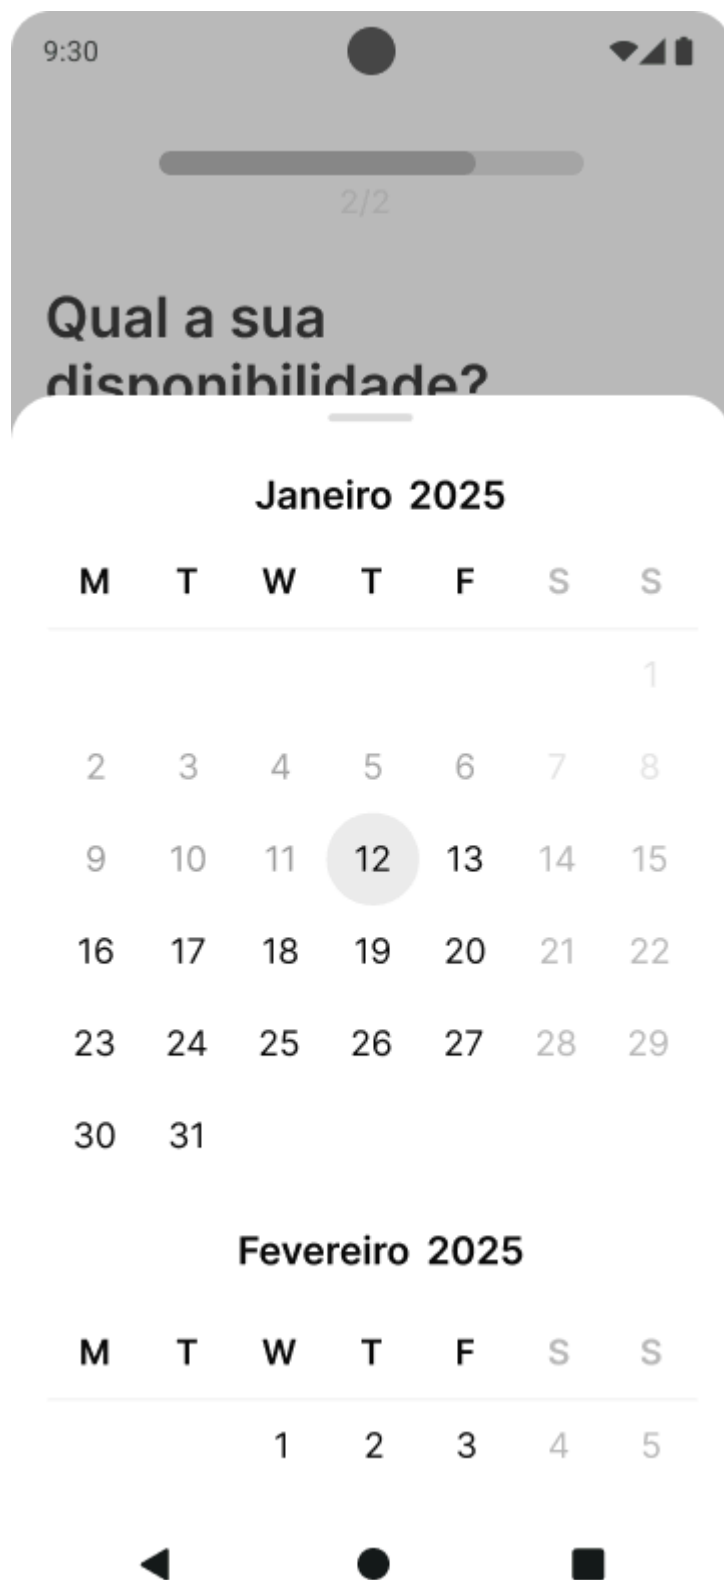 9:30
2/2
Qual a sua
disponibilidade?
Janeiro 2025
M T W T F S S
1
2 3 4 5 6 7 8
9 10 11 12 13 14 15
16 17 18 19 20 21 22
23 24 25 26 27 28 29
30 31
Fevereiro 2025
M T W T F S S
1 2 3 4 5